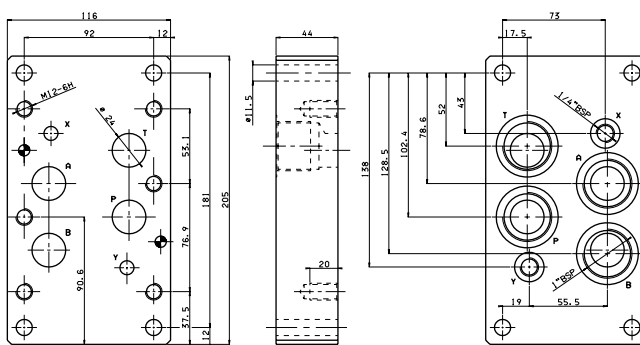 116
92
12
M12-6H
X
ø 24
T
A
P
B
Y
53.1
76.9
37.5
12
90.6
181
205
44
ø11.5
20
73
17.5
1/4"BSP
T
X
A
P
Y
B
1"BSP
43
52
78.6
102.4
128.5
138
19
55.5